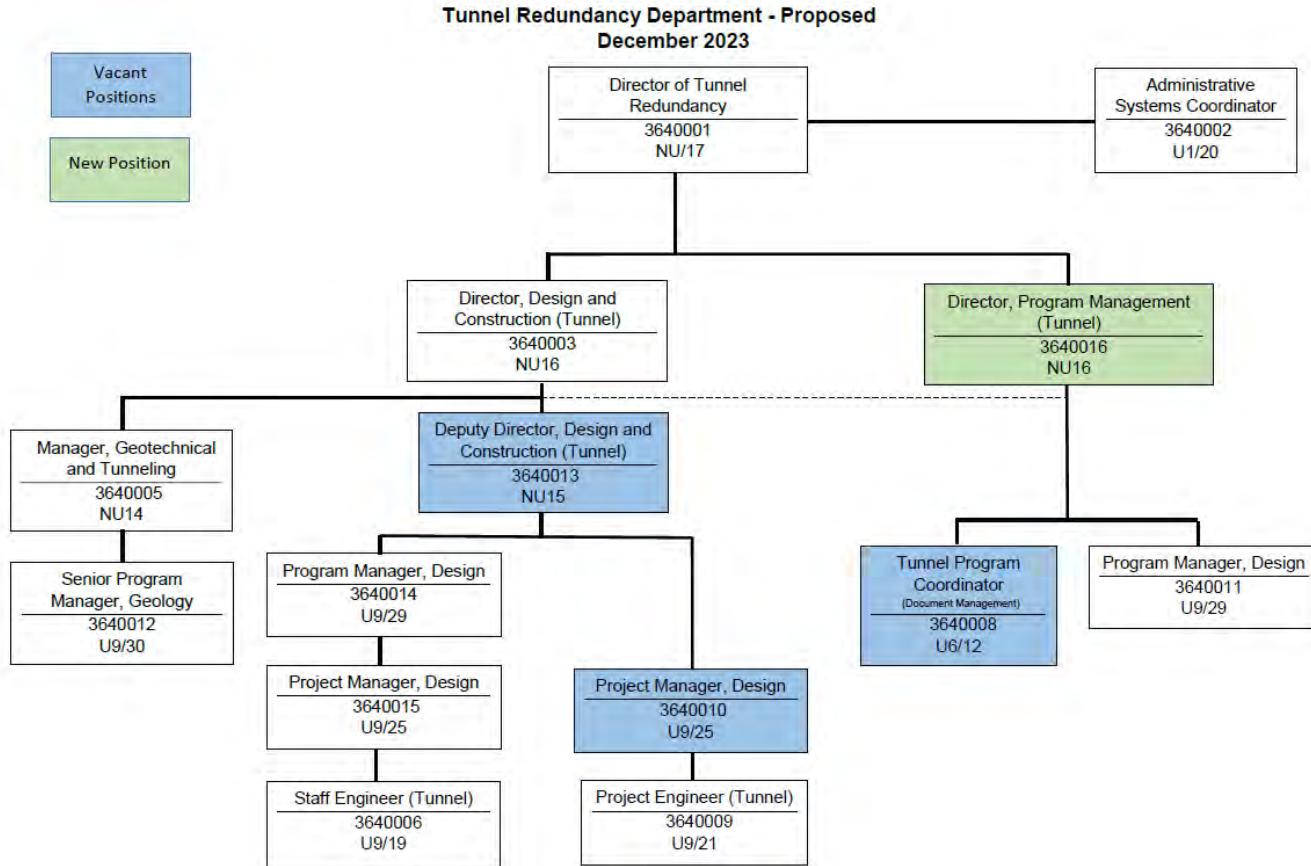 Tunnel Redundancy Department - Proposed
December 2023
Vacant
Positions
New Position
Director of Tunnel
Redundancy
3640001
NU/17
Administrative
Systems Coordinator
3640002
U1/20
Director, Design and
Construction (Tunnel)
3640003
NU16
Director, Program Management
(Tunnel)
3640016
NU16
Manager, Geotechnical
and Tunneling
3640005
NU14
Deputy Director, Design and
Construction (Tunnel)
3640013
NU15
Senior Program
Manager, Geology
3640012
U9/30
Program Manager, Design
3640014
U9/29
Tunnel Program
Coordinator
(Document Management)
3640008
U6/12
Program Manager, Design
3640011
U9/29
Project Manager, Design
3640015
U9/25
Project Manager, Design
3640010
U9/25
Staff Engineer (Tunnel)
3640006
U9/19
Project Engineer (Tunnel)
3640009
U9/21